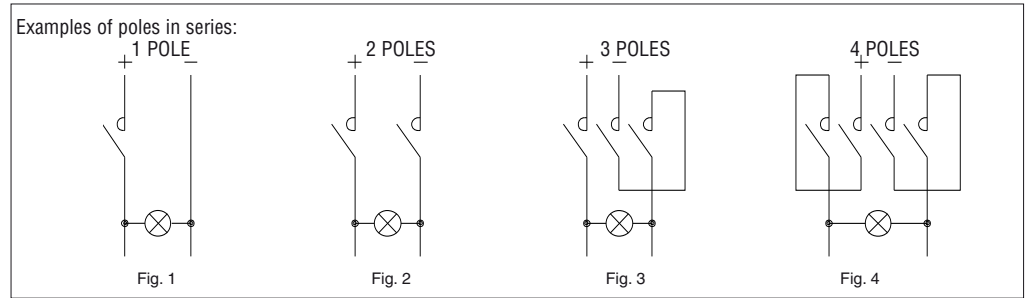 Examples of poles in series:
1 POLE 2 POLES 3 POLES 4 POLES
+ − + − + − + −
Fig. 1 Fig. 2 Fig. 3 Fig. 4